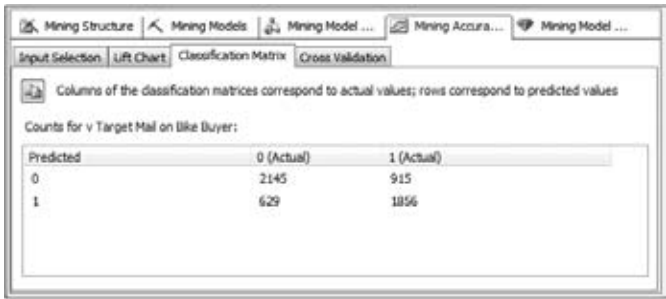 Mining Structure Mining Models Mining Model ... Mining Accura... Mining Model ...
Input Selection Lift Chart Classification Matrix Cross Validation
Columns of the classification matrices correspond to actual values; rows correspond to predicted values
Counts for v Target Mail on Bike Buyer:
Predicted 0 (Actual) 1 (Actual)
0 2145 915
1 629 1856